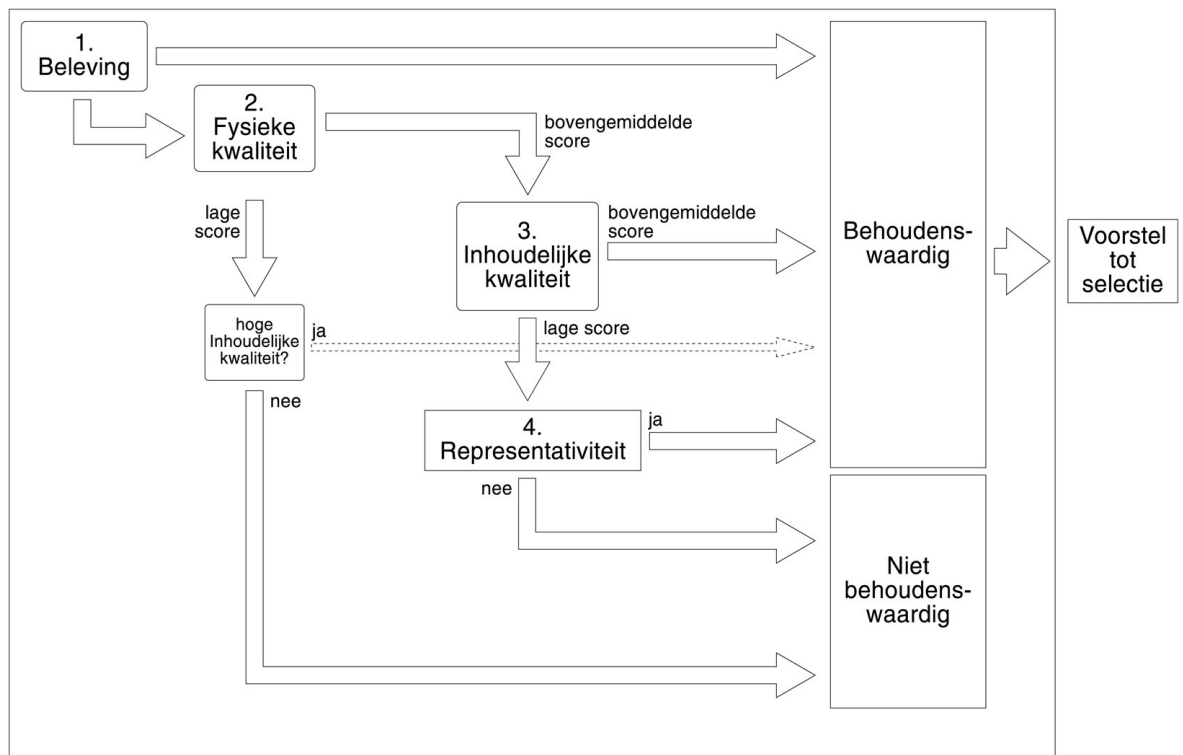 1.
Beleving
2.
Fysieke
kwaliteit
bovengemiddelde
score
lage
score
3.
Inhoudelijke
kwaliteit
bovengemiddelde
score
Behoudens-
waardig
Voorstel
tot
selectie
hoge
Inhoudelijke
kwaliteit?
ja
lage score
nee
4.
Representativiteit
ja
nee
Niet
behoudens-
waardig